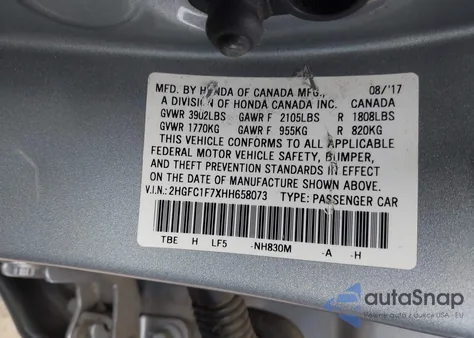 MFD. BY HONDA OF CANADA MFG., 08/'17
A DIVISION OF HONDA CANADA INC. CANADA
GVWR 3902LBS GAWR F 2105LBS R 1808LBS
GVWR 1770KG GAWR F 955KG R 820KG
THIS VEHICLE CONFORMS TO ALL APPLICABLE
FEDERAL MOTOR VEHICLE SAFETY, BUMPER,
AND THEFT PREVENTION STANDARDS IN EFFECT
ON THE DATE OF MANUFACTURE SHOWN ABOVE.
V.I.N.: 2HGFC1F7XHH658073 TYPE: PASSENGER CAR
TBE H LF5 -NH830M -A -H
autoSnap